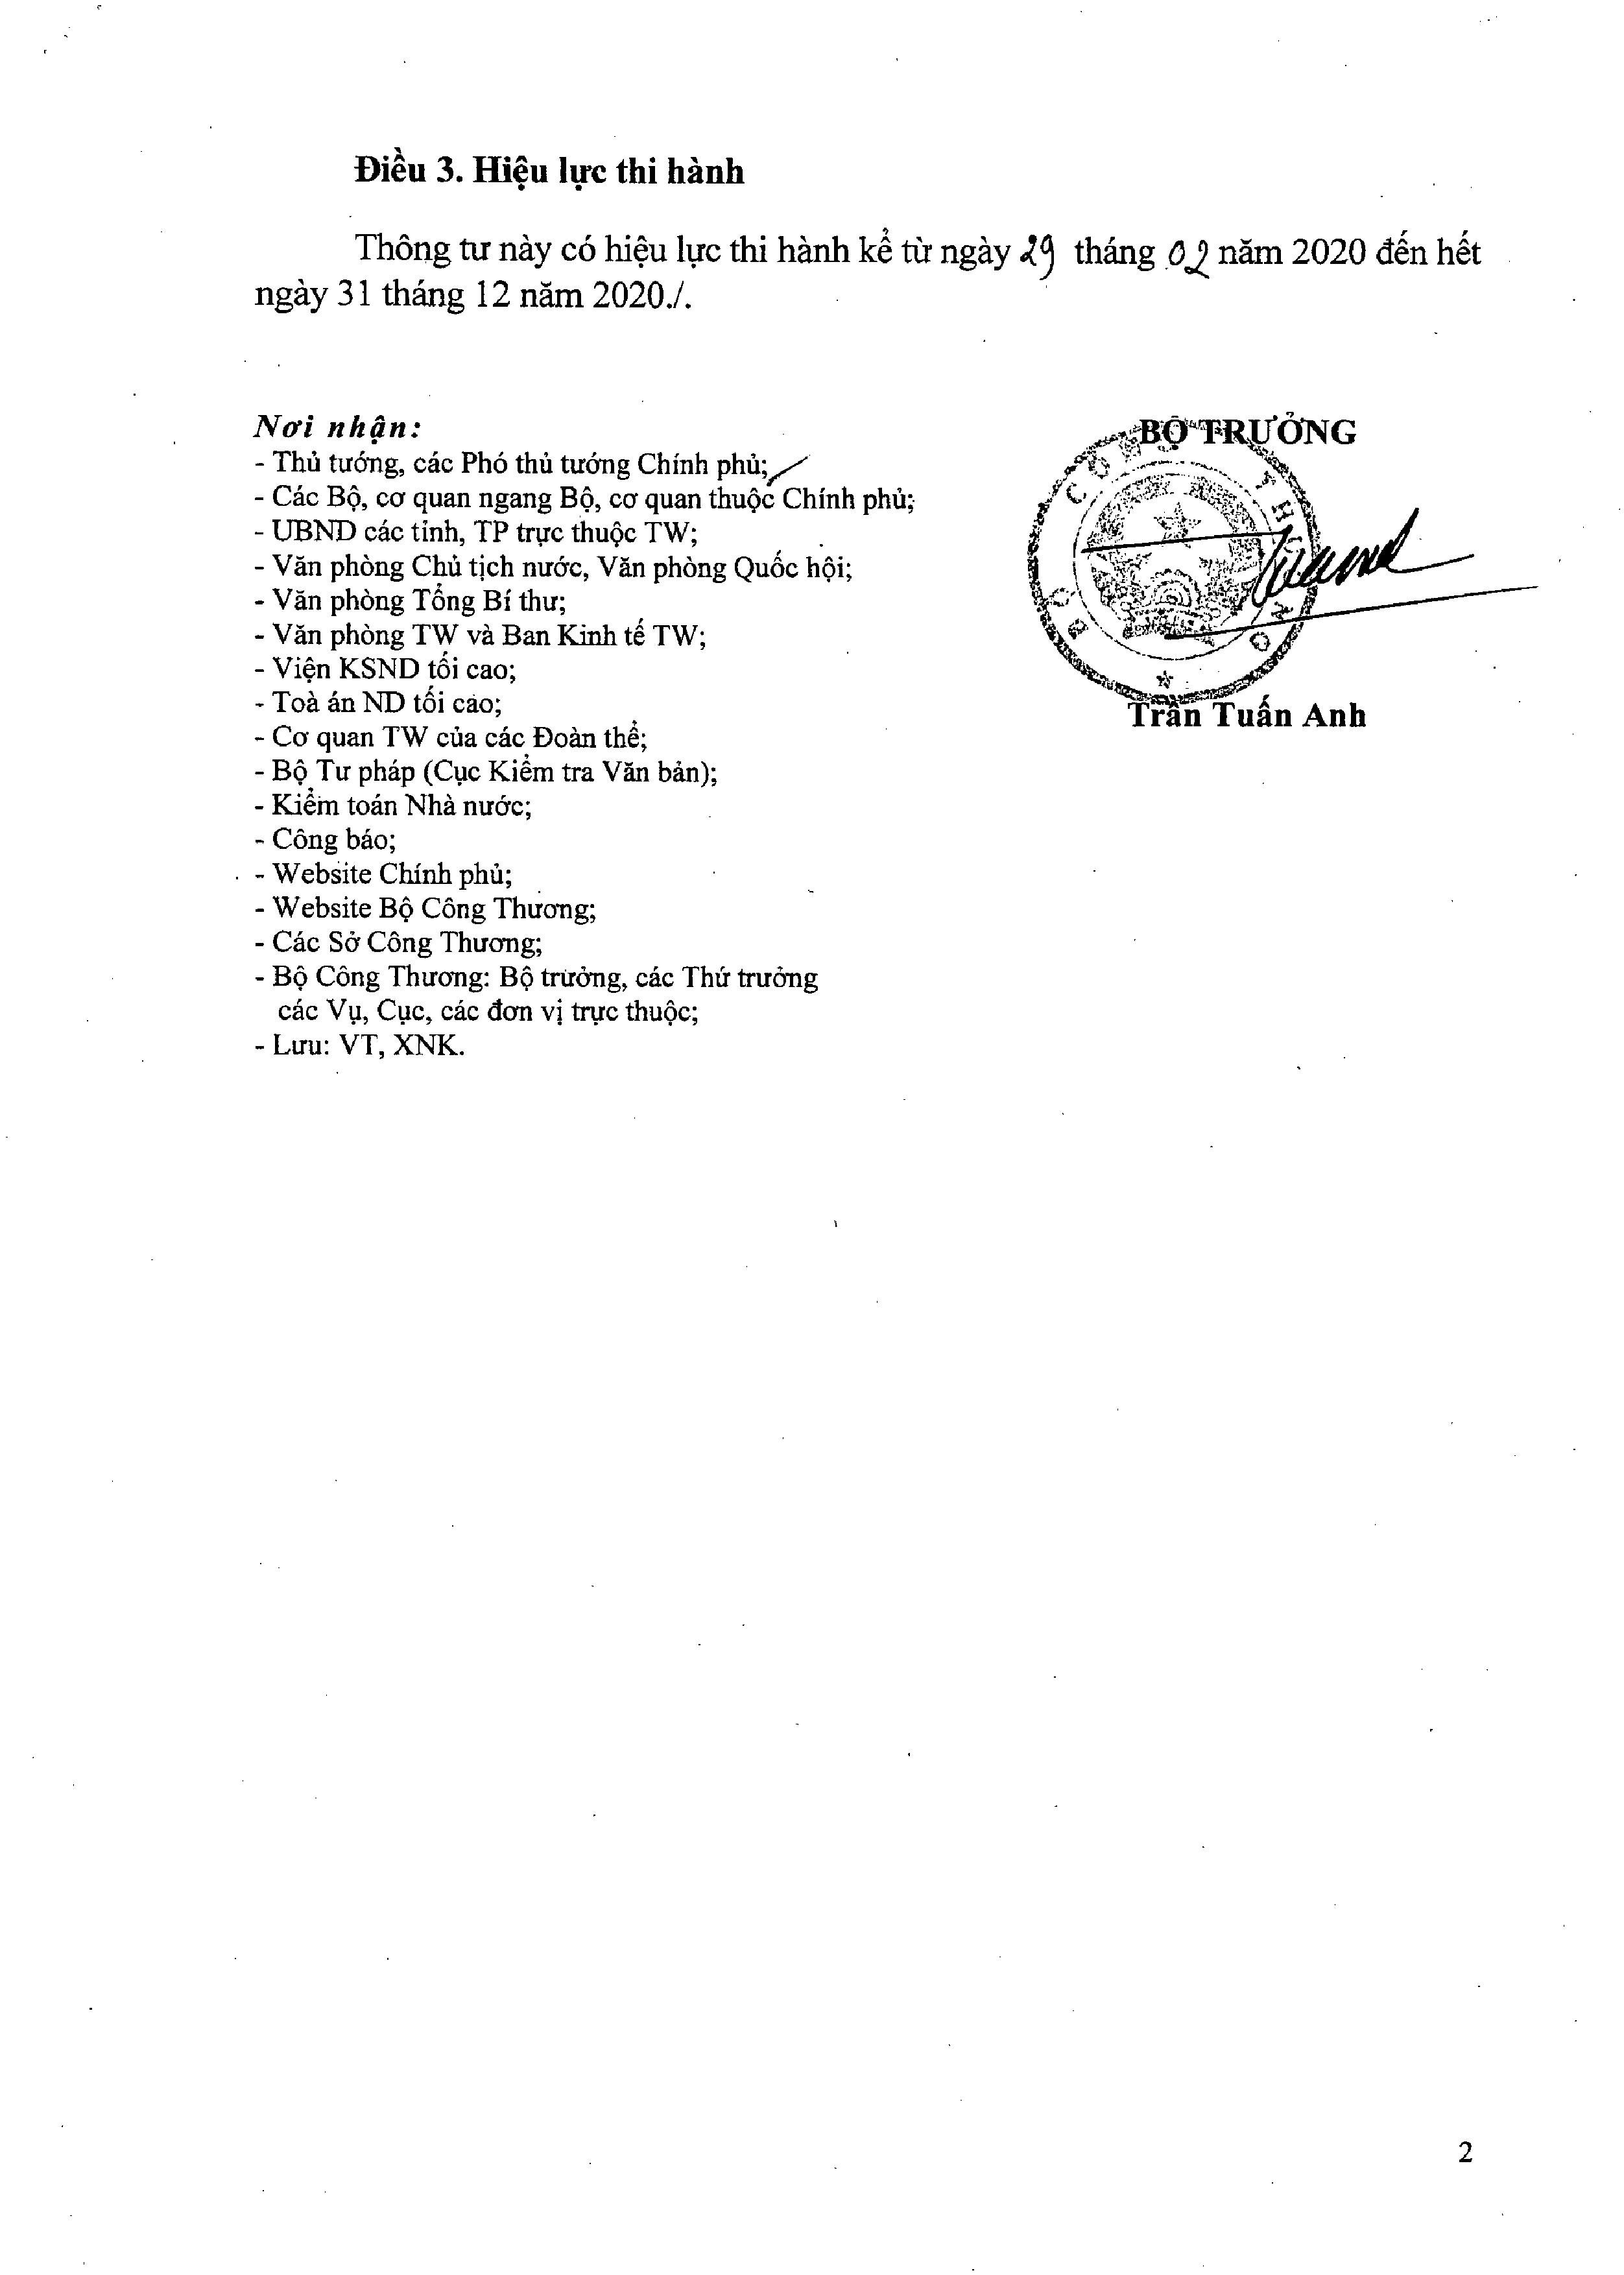 Điều 3. Hiệu lực thi hành
Thông tư này có hiệu lực thi hành kể từ ngày 29 tháng 02 năm 2020 đến hết
ngày 31 tháng 12 năm 2020./.
Nơi nhận:
- Thủ tướng, các Phó thủ tướng Chính phủ;
- Các Bộ, cơ quan ngang Bộ, cơ quan thuộc Chính phủ;
- UBND các tỉnh, TP trực thuộc TW;
- Văn phòng Chủ tịch nước, Văn phòng Quốc hội;
- Văn phòng Tổng Bí thư;
- Văn phòng TW và Ban Kinh tế TW;
- Viện KSND tối cao;
- Toà án ND tối cao;
- Cơ quan TW của các Đoàn thể;
- Bộ Tư pháp (Cục Kiểm tra Văn bản);
- Kiểm toán Nhà nước;
- Công báo;
- Website Chính phủ;
- Website Bộ Công Thương;
- Các Sở Công Thương;
- Bộ Công Thương: Bộ trưởng, các Thứ trưởng
các Vụ, Cục, các đơn vị trực thuộc;
- Lưu: VT, XNK.
BỘ TRƯỞNG
Trần Tuấn Anh
2